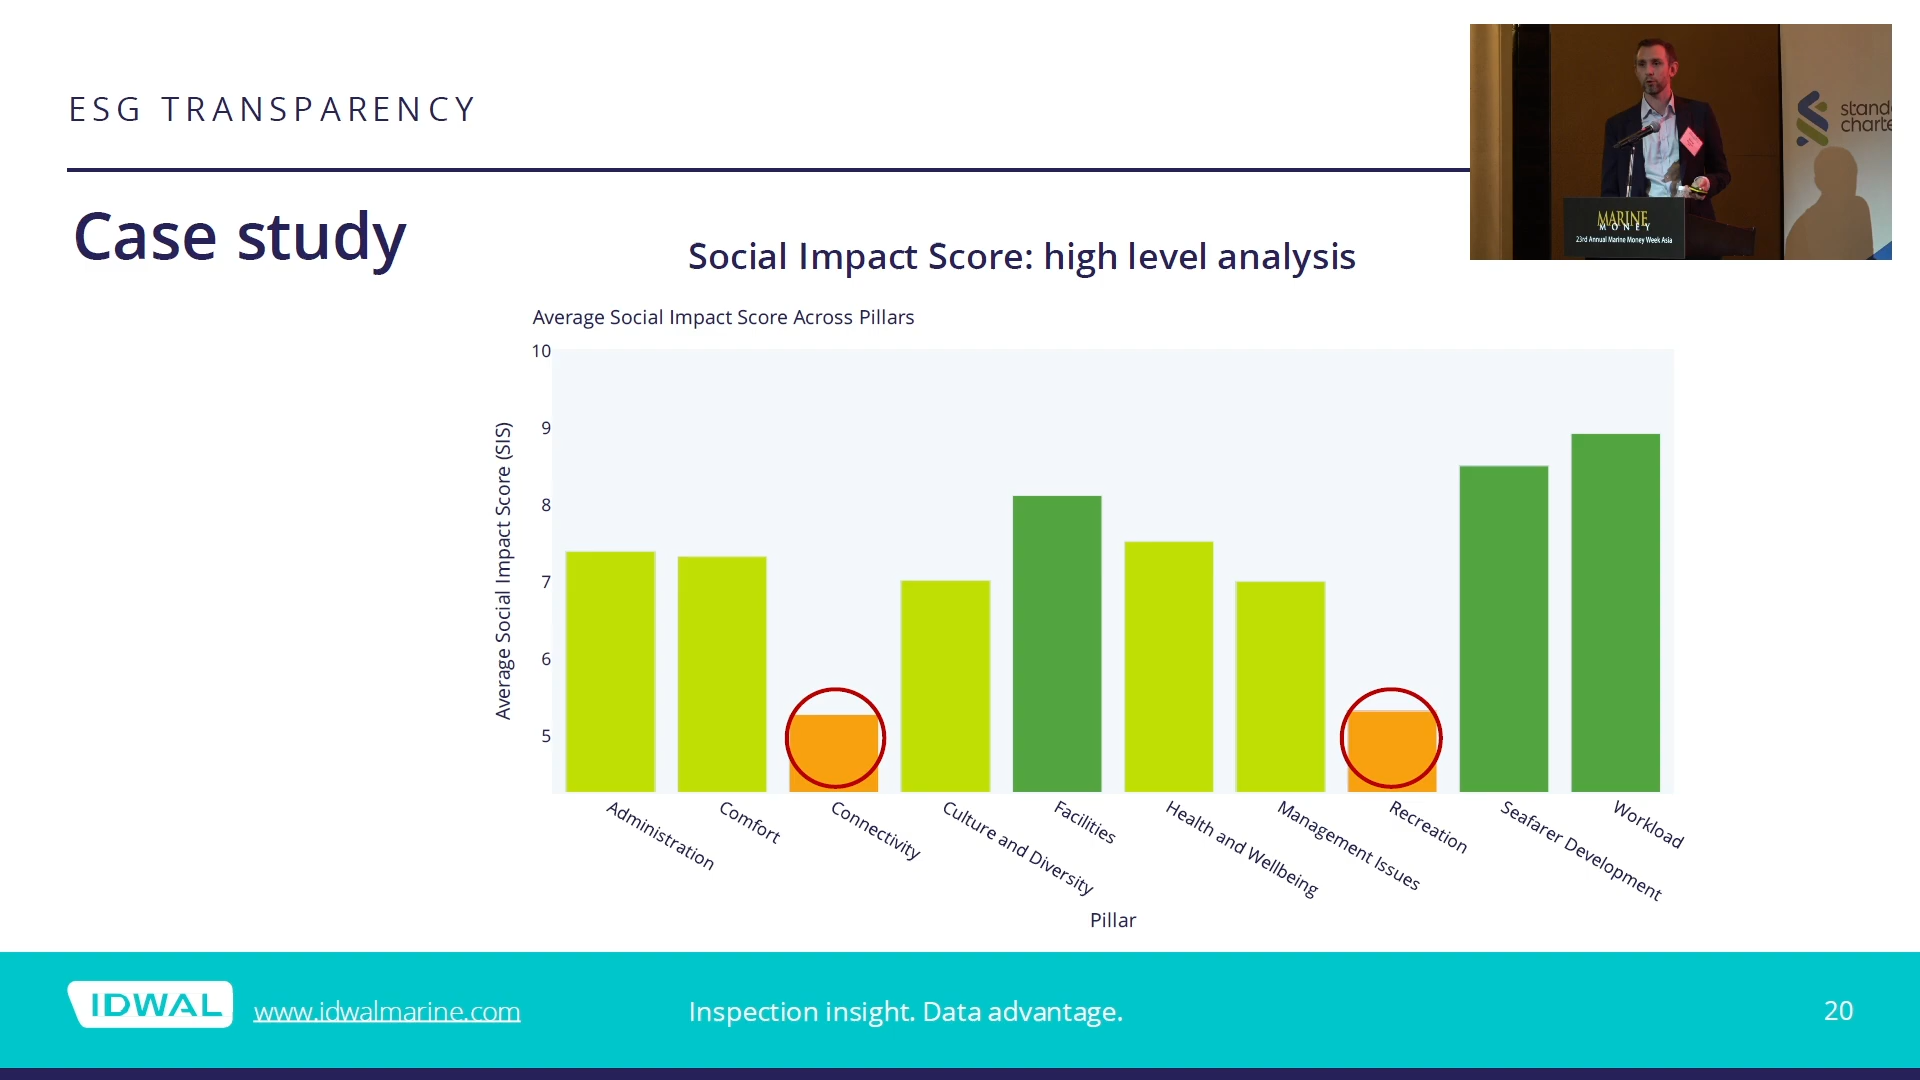 ESG TRANSPARENCY
stand
charte
MARINE
MONEY
23rd Annual Marine Money Week Asia
Case study
Social Impact Score: high level analysis
Average Social Impact Score Across Pillars
Average Social Impact Score (SIS)
10
9
8
7
6
5
Administration
Comfort
Connectivity
Culture and Diversity
Facilities
Health and Wellbeing
Management Issues
Recreation
Seafarer Development
Workload
Pillar
IDWAL
www.idwalmarine.com
Inspection insight. Data advantage.
20